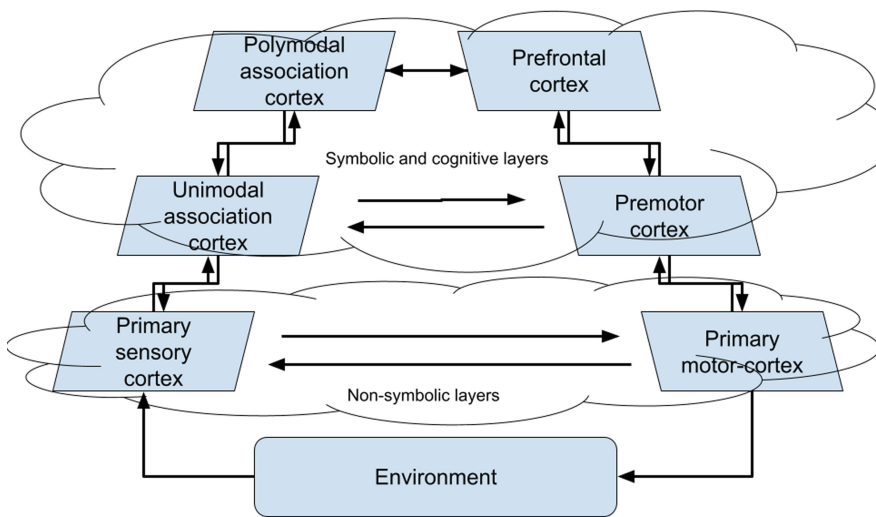 Polymodal
association
cortex
Prefrontal
cortex
Symbolic and cognitive layers
Unimodal
association
cortex
Premotor
cortex
Primary
sensory
cortex
Primary
motor-cortex
Non-symbolic layers
Environment